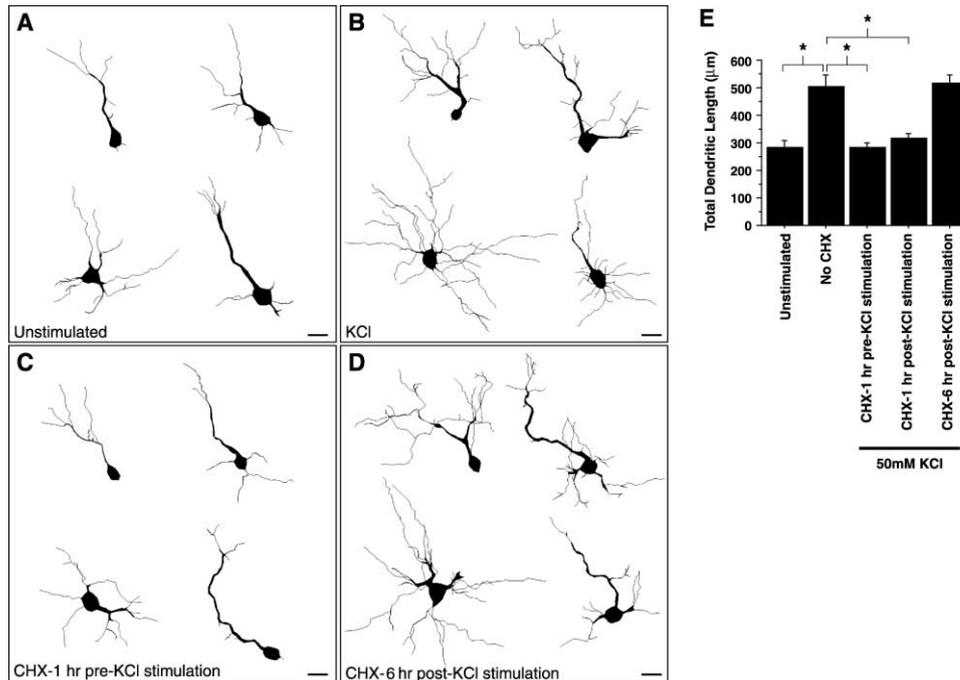 A
Unstimulated
B
KCl
C
CHX-1 hr pre-KCl stimulation
D
CHX-6 hr post-KCl stimulation
E
*
*
*
Total Dendritic Length (μm)
600
500
400
300
200
100
0
Unstimulated
No CHX
CHX-1 hr pre-KCl stimulation
CHX-1 hr post-KCl stimulation
CHX-6 hr post-KCl stimulation
50mM KCl